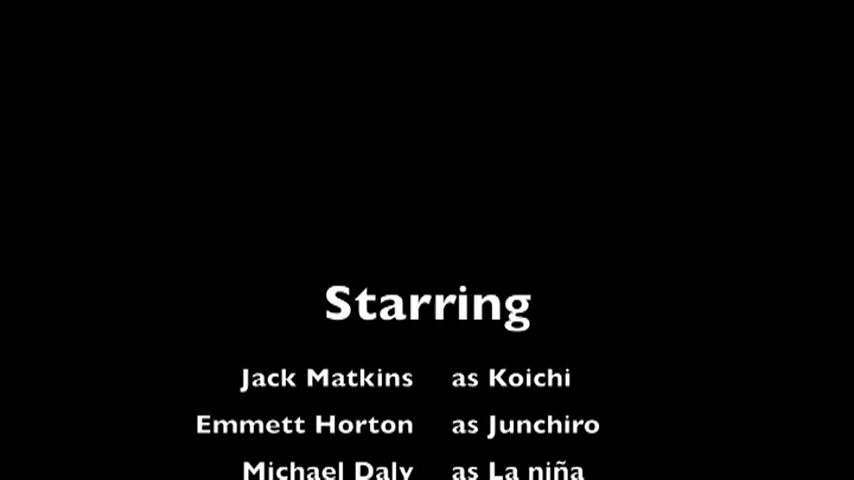 Starring
Jack Matkins as Koichi
Emmett Horton as Junchiro
Michael Daly as La niña